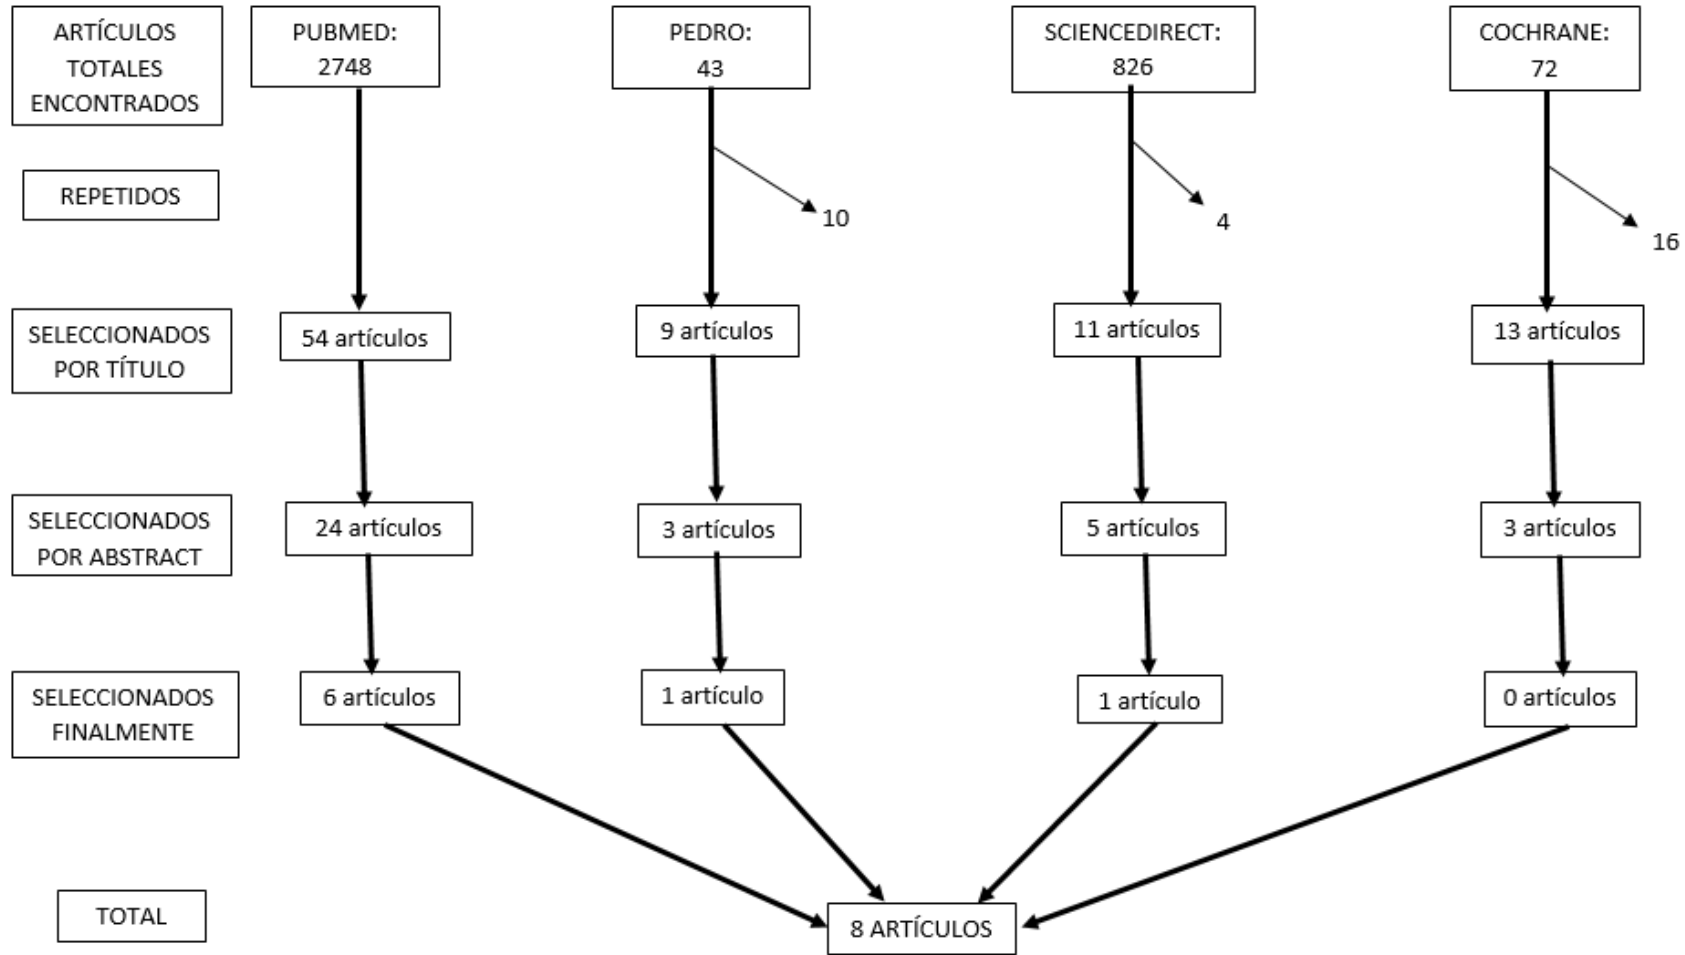 ARTÍCULOS
TOTALES
ENCONTRADOS
PUBMED:
2748
PEDRO:
43
SCIENCEDIRECT:
826
COCHRANE:
72
REPETIDOS
10
4
16
SELECCIONADOS
POR TÍTULO
54 artículos
9 artículos
11 artículos
13 artículos
SELECCIONADOS
POR ABSTRACT
24 artículos
3 artículos
5 artículos
3 artículos
SELECCIONADOS
FINALMENTE
6 artículos
1 artículo
1 artículo
0 artículos
TOTAL
8 ARTÍCULOS